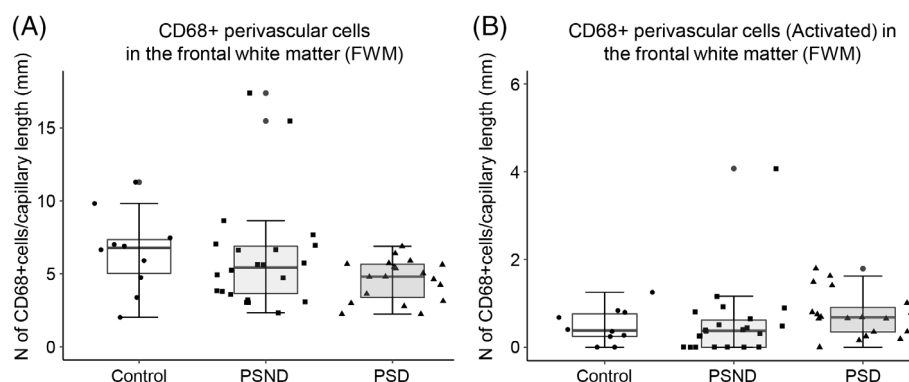 (A)
CD68+ perivascular cells
in the frontal white matter (FWM)
N of CD68+cells/capillary length (mm)
15
10
5
0
Control PSND PSD
(B)
CD68+ perivascular cells (Activated) in
the frontal white matter (FWM)
N of CD68+cells/capillary length (mm)
6
4
2
0
Control PSND PSD